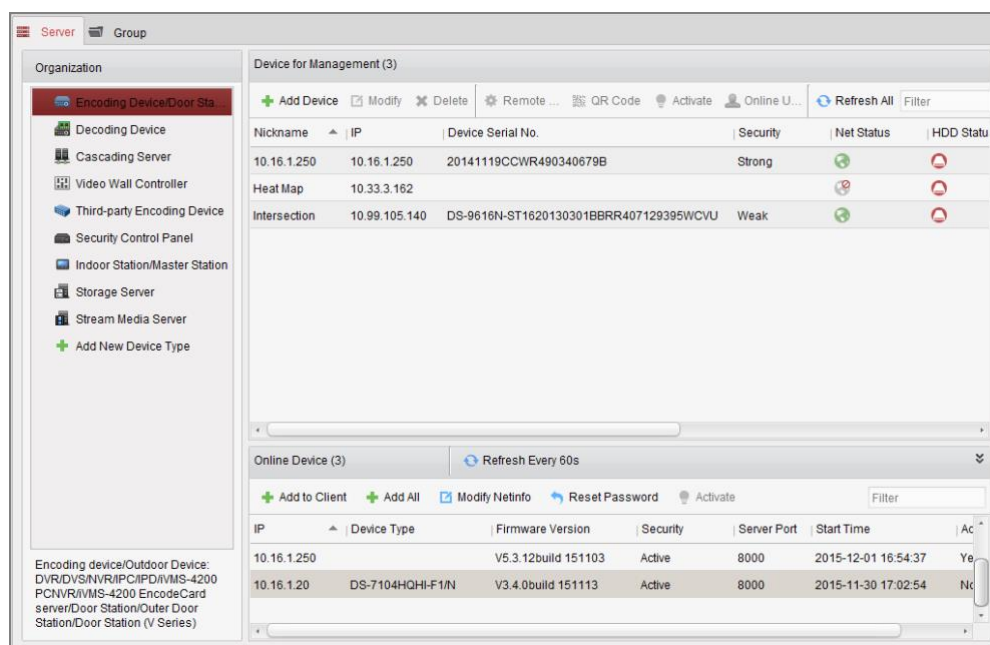 Server Group
Organization
Encoding Device/Door Sta...
Decoding Device
Cascading Server
Video Wall Controller
Third-party Encoding Device
Security Control Panel
Indoor Station/Master Station
Storage Server
Stream Media Server
Add New Device Type
Encoding device/Outdoor Device:
DVR/DVS/NVR/IPC/IPD/iVMS-4200
PCNVR/iVMS-4200 EncodeCard
server/Door Station/Outer Door
Station/Door Station (V Series)
Device for Management (3)
Add Device Modify Delete Remote ... QR Code Activate Online U... Refresh All Filter
Nickname IP Device Serial No. Security Net Status HDD Statu
10.16.1.250 10.16.1.250 20141119CCWR490340679B Strong
Heat Map 10.33.3.162
Intersection 10.99.105.140 DS-9616N-ST1620130301BBRR407129395WCVU Weak
Online Device (3) Refresh Every 60s
Add to Client Add All Modify Netinfo Reset Password Activate Filter
IP Device Type Firmware Version Security Server Port Start Time Ac
10.16.1.250 V5.3.12build 151103 Active 8000 2015-12-01 16:54:37 Ye
10.16.1.20 DS-7104HQHI-F1/N V3.4.0build 151113 Active 8000 2015-11-30 17:02:54 No